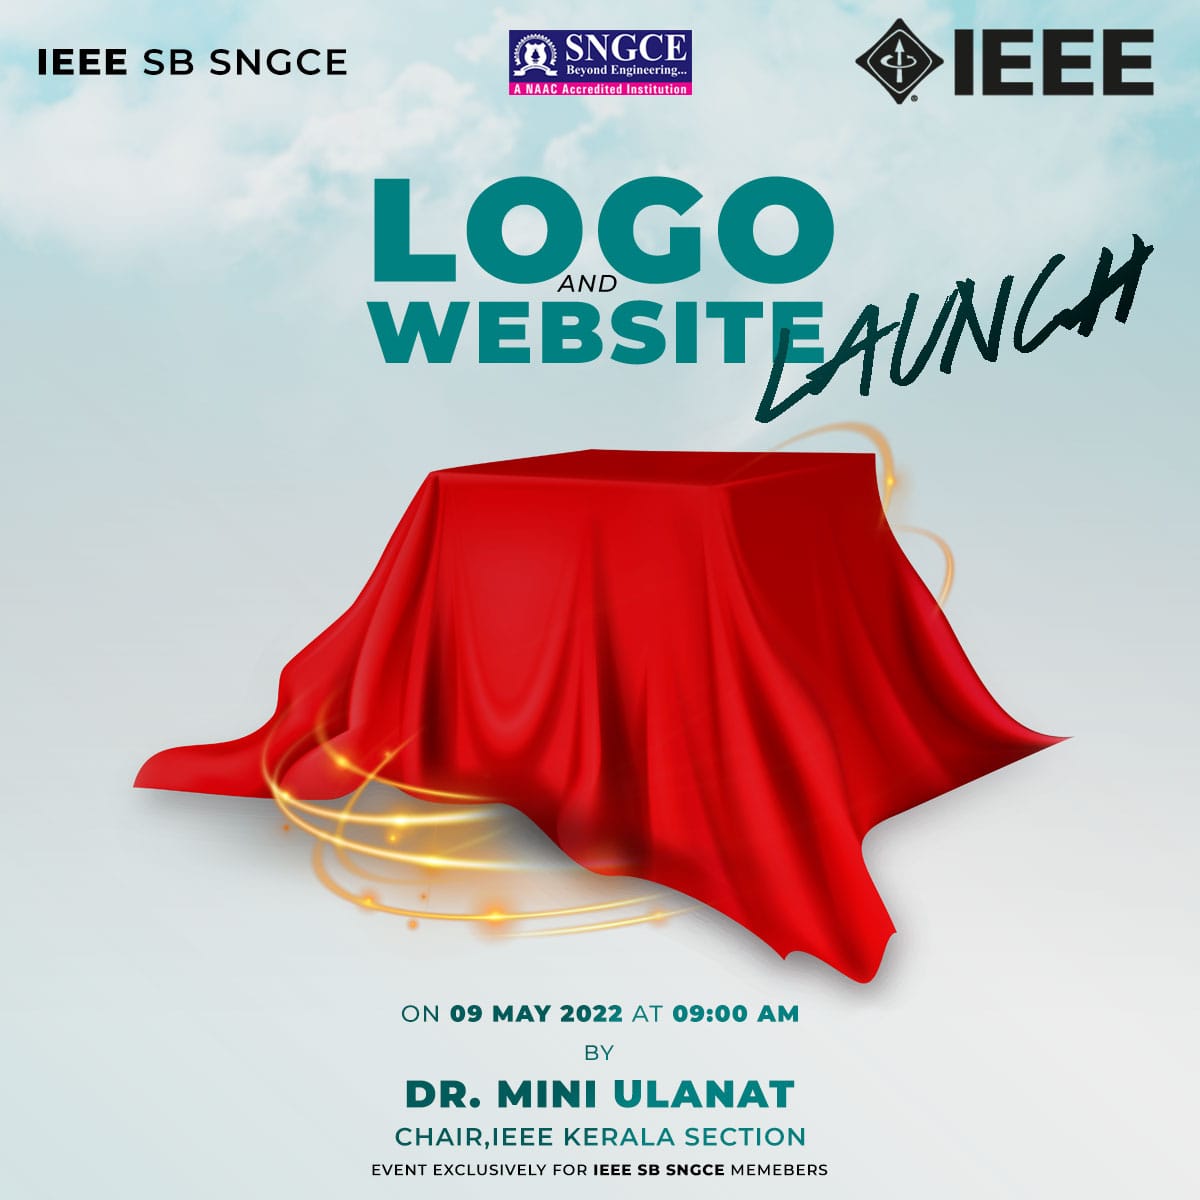 IEEE SB SNGCE
SNGCE
Beyond Engineering...
A NAAC Accredited Institution
IEEE
LOGO
AND
WEBSITE
LAUNCH
ON 09 MAY 2022 AT 09:00 AM
BY
DR. MINI ULANAT
CHAIR,IEEE KERALA SECTION
EVENT EXCLUSIVELY FOR IEEE SB SNGCE MEMEBERS